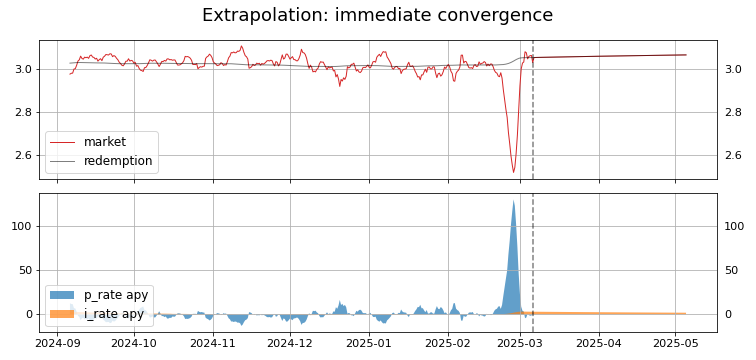 Extrapolation: immediate convergence
3.0
3.0
2.8
2.8
2.6
2.6
market
redemption
100
100
50
50
0
0
p_rate apy
i_rate apy
2024-09 2024-10 2024-11 2024-12 2025-01 2025-02 2025-03 2025-04 2025-05